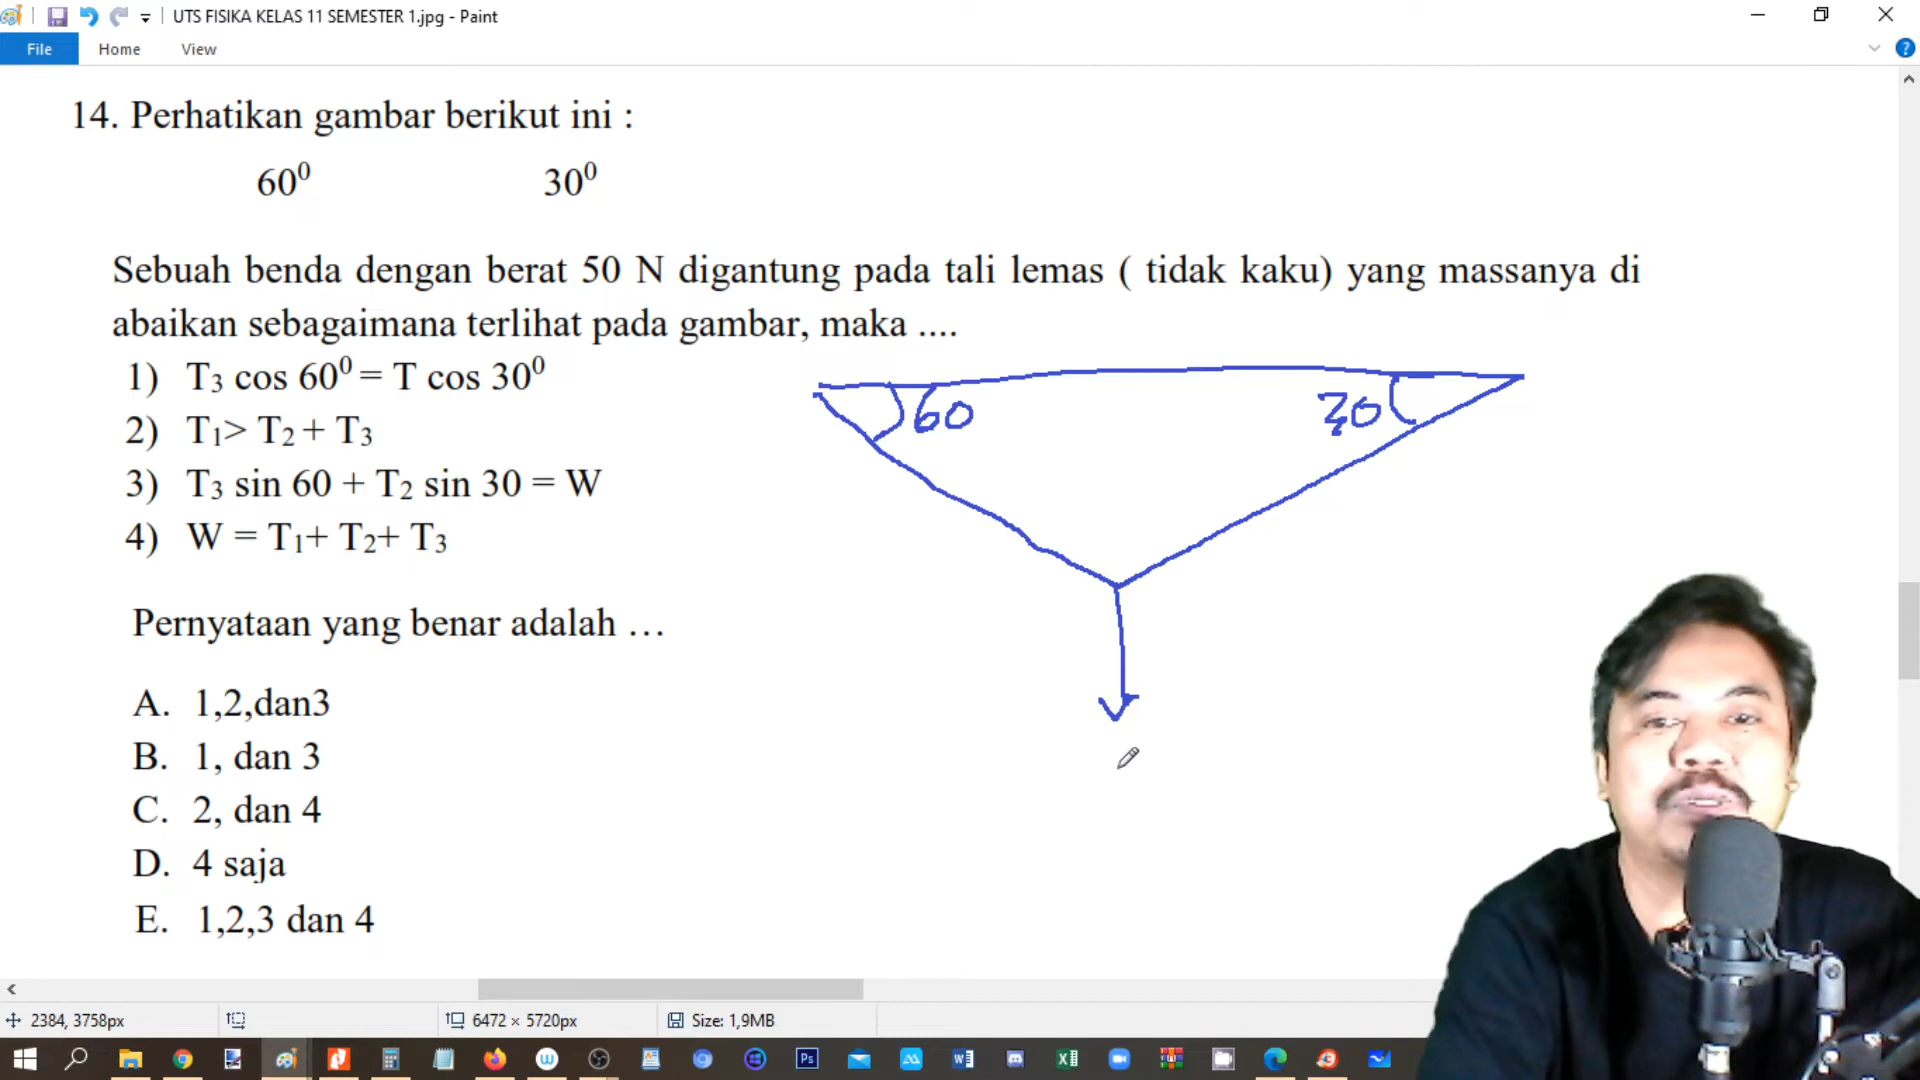 UTS FISIKA KELAS 11 SEMESTER 1.jpg - Paint
File Home View
14. Perhatikan gambar berikut ini :
60⁰ 30⁰
Sebuah benda dengan berat 50 N digantung pada tali lemas ( tidak kaku) yang massanya di
abaikan sebagaimana terlihat pada gambar, maka ....
1) T₃ cos 60⁰ = T cos 30⁰
2) T₁> T₂ + T₃
3) T₃ sin 60 + T₂ sin 30 = W
4) W = T₁+ T₂+ T₃
60 30
Pernyataan yang benar adalah …
A. 1,2,dan3
B. 1, dan 3
C. 2, dan 4
D. 4 saja
E. 1,2,3 dan 4
2384, 3758px 6472 × 5720px Size: 1,9MB
Ps